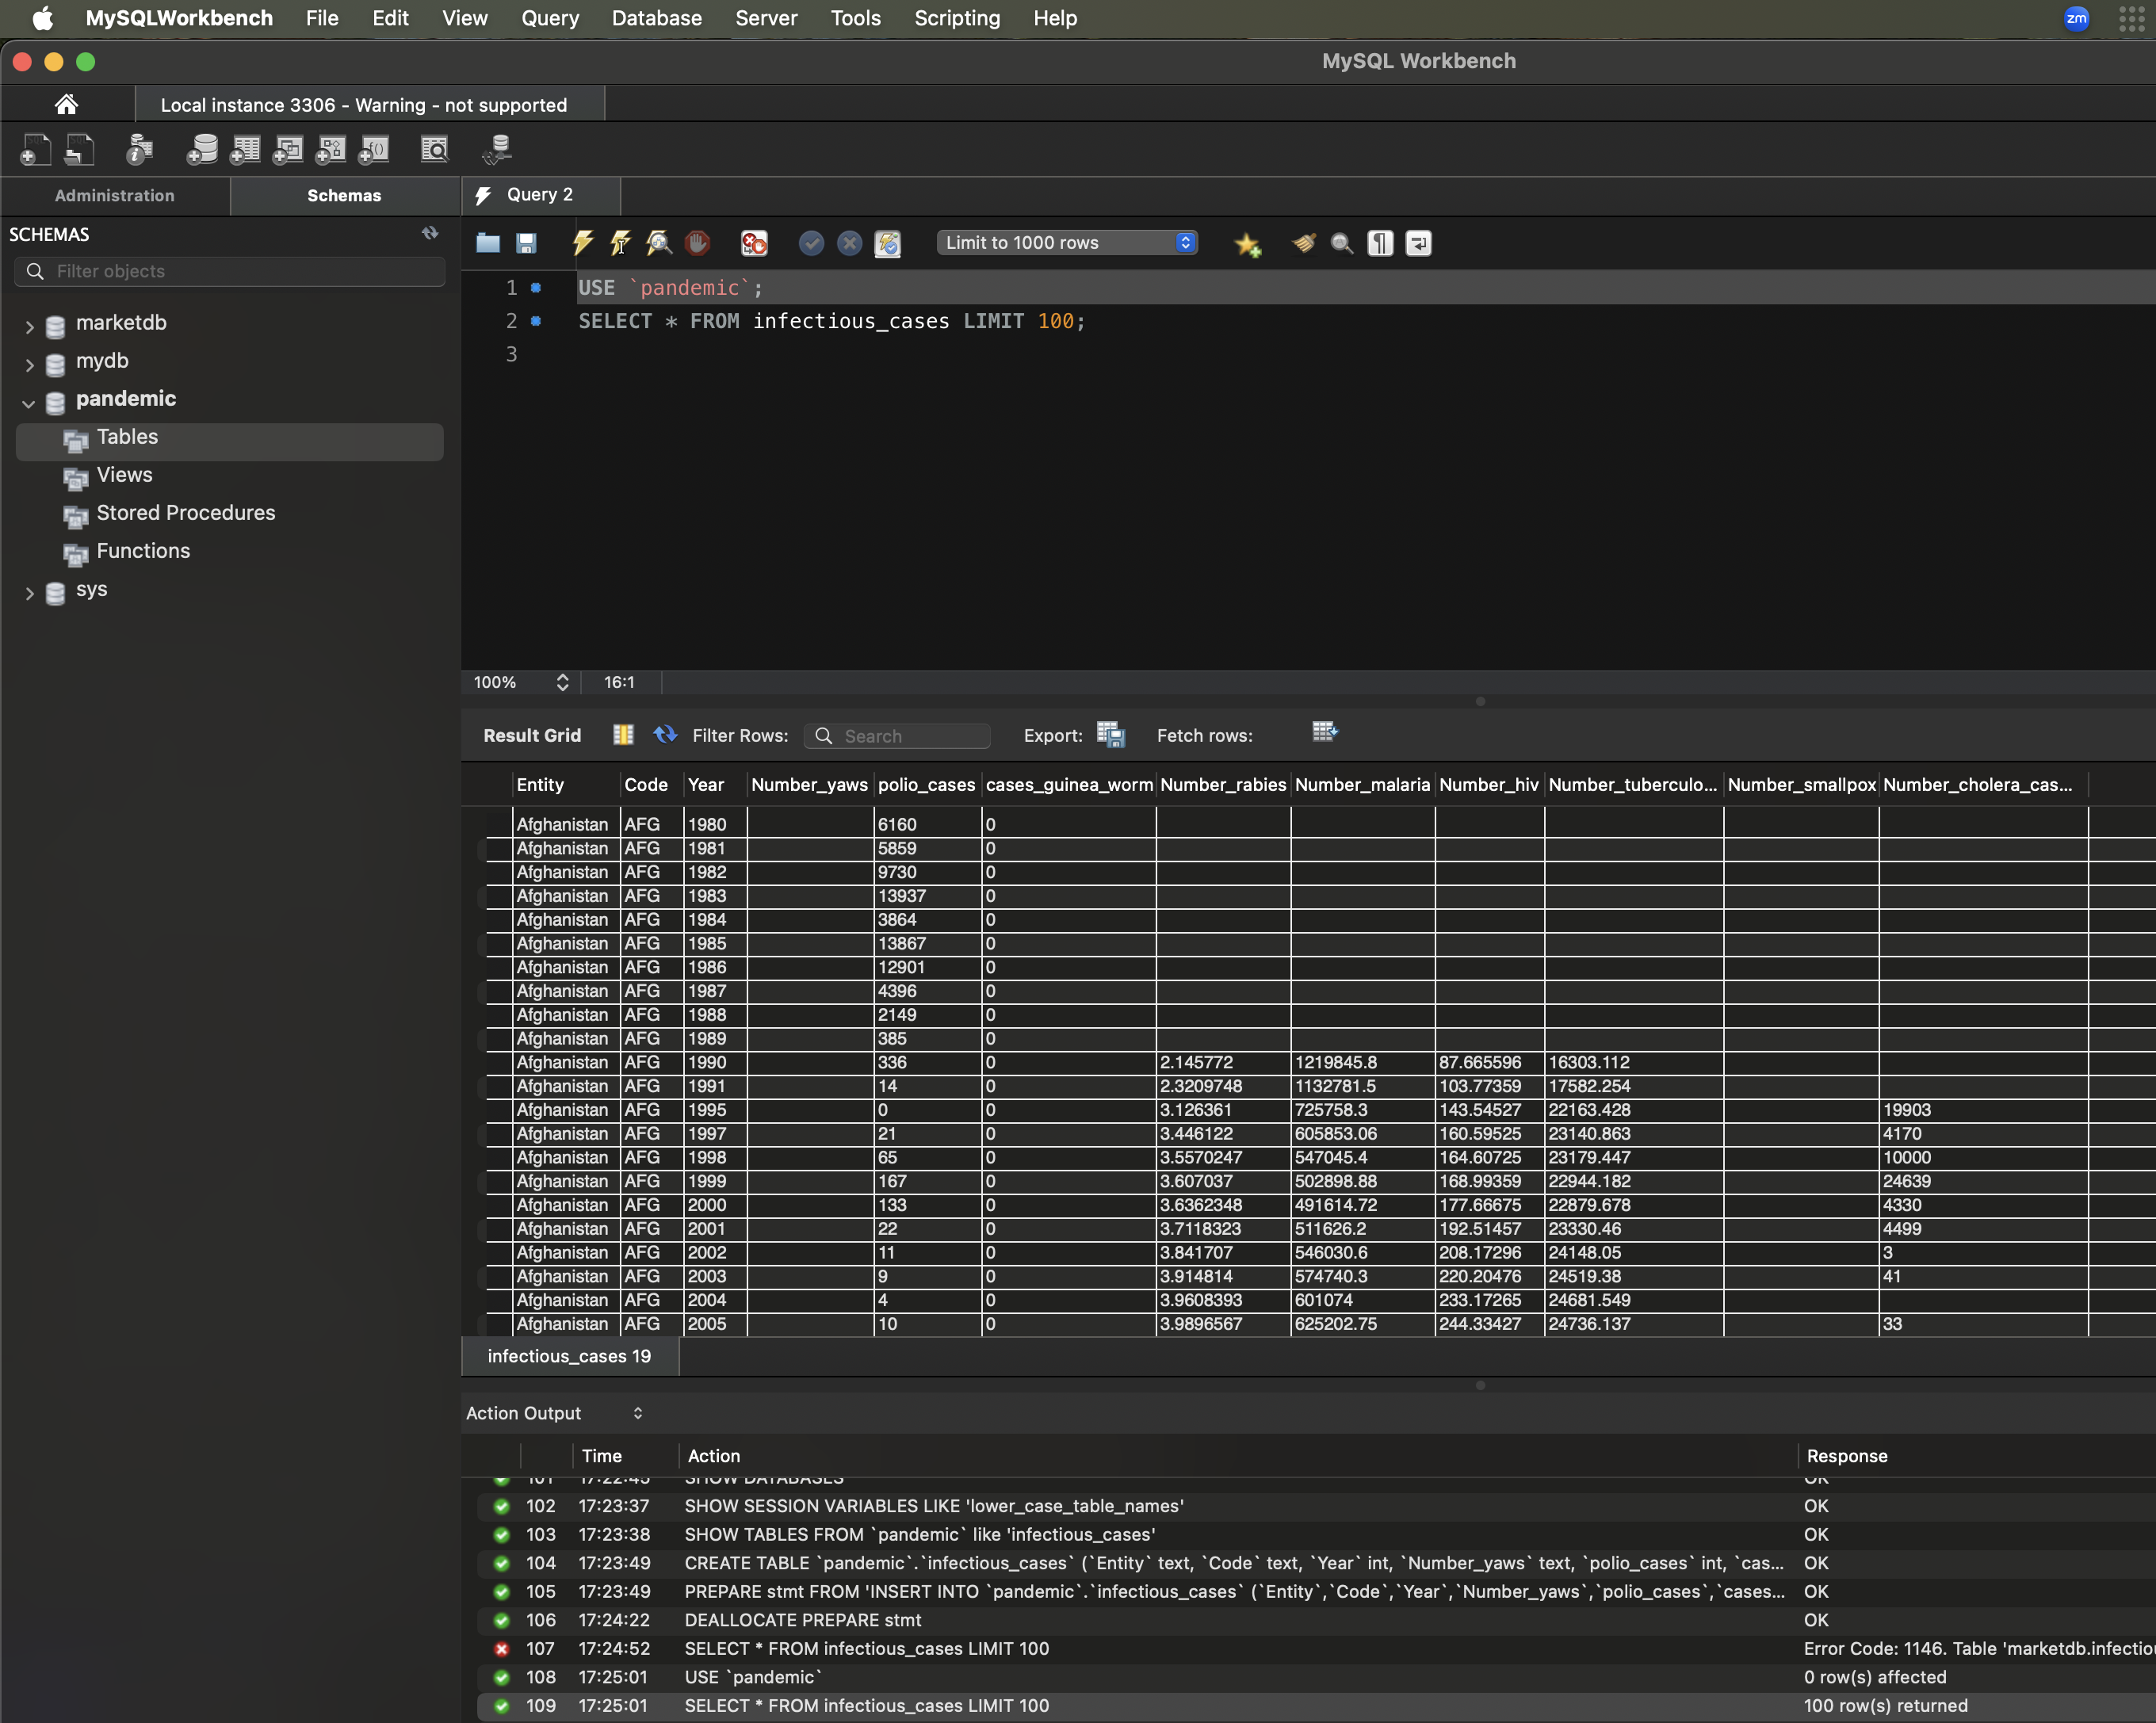 MySQLWorkbench File Edit View Query Database Server Tools Scripting Help zm
MySQL Workbench
Local instance 3306 - Warning - not supported
Administration Schemas Query 2
SCHEMAS
Filter objects
Limit to 1000 rows
marketdb
mydb
pandemic
Tables
Views
Stored Procedures
Functions
sys
1 USE `pandemic`;
2 SELECT * FROM infectious_cases LIMIT 100;
3
100% 16:1
Result Grid Filter Rows: Search Export: Fetch rows:
Entity Code Year Number_yaws polio_cases cases_guinea_worm Number_rabies Number_malaria Number_hiv Number_tuberculo... Number_smallpox Number_cholera_cas...
Afghanistan AFG 1980 6160 0
Afghanistan AFG 1981 5859 0
Afghanistan AFG 1982 9730 0
Afghanistan AFG 1983 13937 0
Afghanistan AFG 1984 3864 0
Afghanistan AFG 1985 13867 0
Afghanistan AFG 1986 12901 0
Afghanistan AFG 1987 4396 0
Afghanistan AFG 1988 2149 0
Afghanistan AFG 1989 385 0
Afghanistan AFG 1990 336 0 2.145772 1219845.8 87.665596 16303.112
Afghanistan AFG 1991 14 0 2.3209748 1132781.5 103.77359 17582.254
Afghanistan AFG 1995 0 0 3.126361 725758.3 143.54527 22163.428 19903
Afghanistan AFG 1997 21 0 3.446122 605853.06 160.59525 23140.863 4170
Afghanistan AFG 1998 65 0 3.5570247 547045.4 164.60725 23179.447 10000
Afghanistan AFG 1999 167 0 3.607037 502898.88 168.99359 22944.182 24639
Afghanistan AFG 2000 133 0 3.6362348 491614.72 177.66675 22879.678 4330
Afghanistan AFG 2001 22 0 3.7118323 511626.2 192.51457 23330.46 4499
Afghanistan AFG 2002 11 0 3.841707 546030.6 208.17296 24148.05 3
Afghanistan AFG 2003 9 0 3.914814 574740.3 220.20476 24519.38 41
Afghanistan AFG 2004 4 0 3.9608393 601074 233.17265 24681.549
Afghanistan AFG 2005 10 0 3.9896567 625202.75 244.33427 24736.137 33
infectious_cases 19
Action Output
Time Action Response
101 17:22:45 SHOW DATABASES OK
102 17:23:37 SHOW SESSION VARIABLES LIKE 'lower_case_table_names' OK
103 17:23:38 SHOW TABLES FROM `pandemic` like 'infectious_cases' OK
104 17:23:49 CREATE TABLE `pandemic`.`infectious_cases` (`Entity` text, `Code` text, `Year` int, `Number_yaws` text, `polio_cases` int, `cas... OK
105 17:23:49 PREPARE stmt FROM 'INSERT INTO `pandemic`.`infectious_cases` (`Entity`,`Code`,`Year`,`Number_yaws`,`polio_cases`,`cases... OK
106 17:24:22 DEALLOCATE PREPARE stmt OK
107 17:24:52 SELECT * FROM infectious_cases LIMIT 100 Error Code: 1146. Table 'marketdb.infectio
108 17:25:01 USE `pandemic` 0 row(s) affected
109 17:25:01 SELECT * FROM infectious_cases LIMIT 100 100 row(s) returned